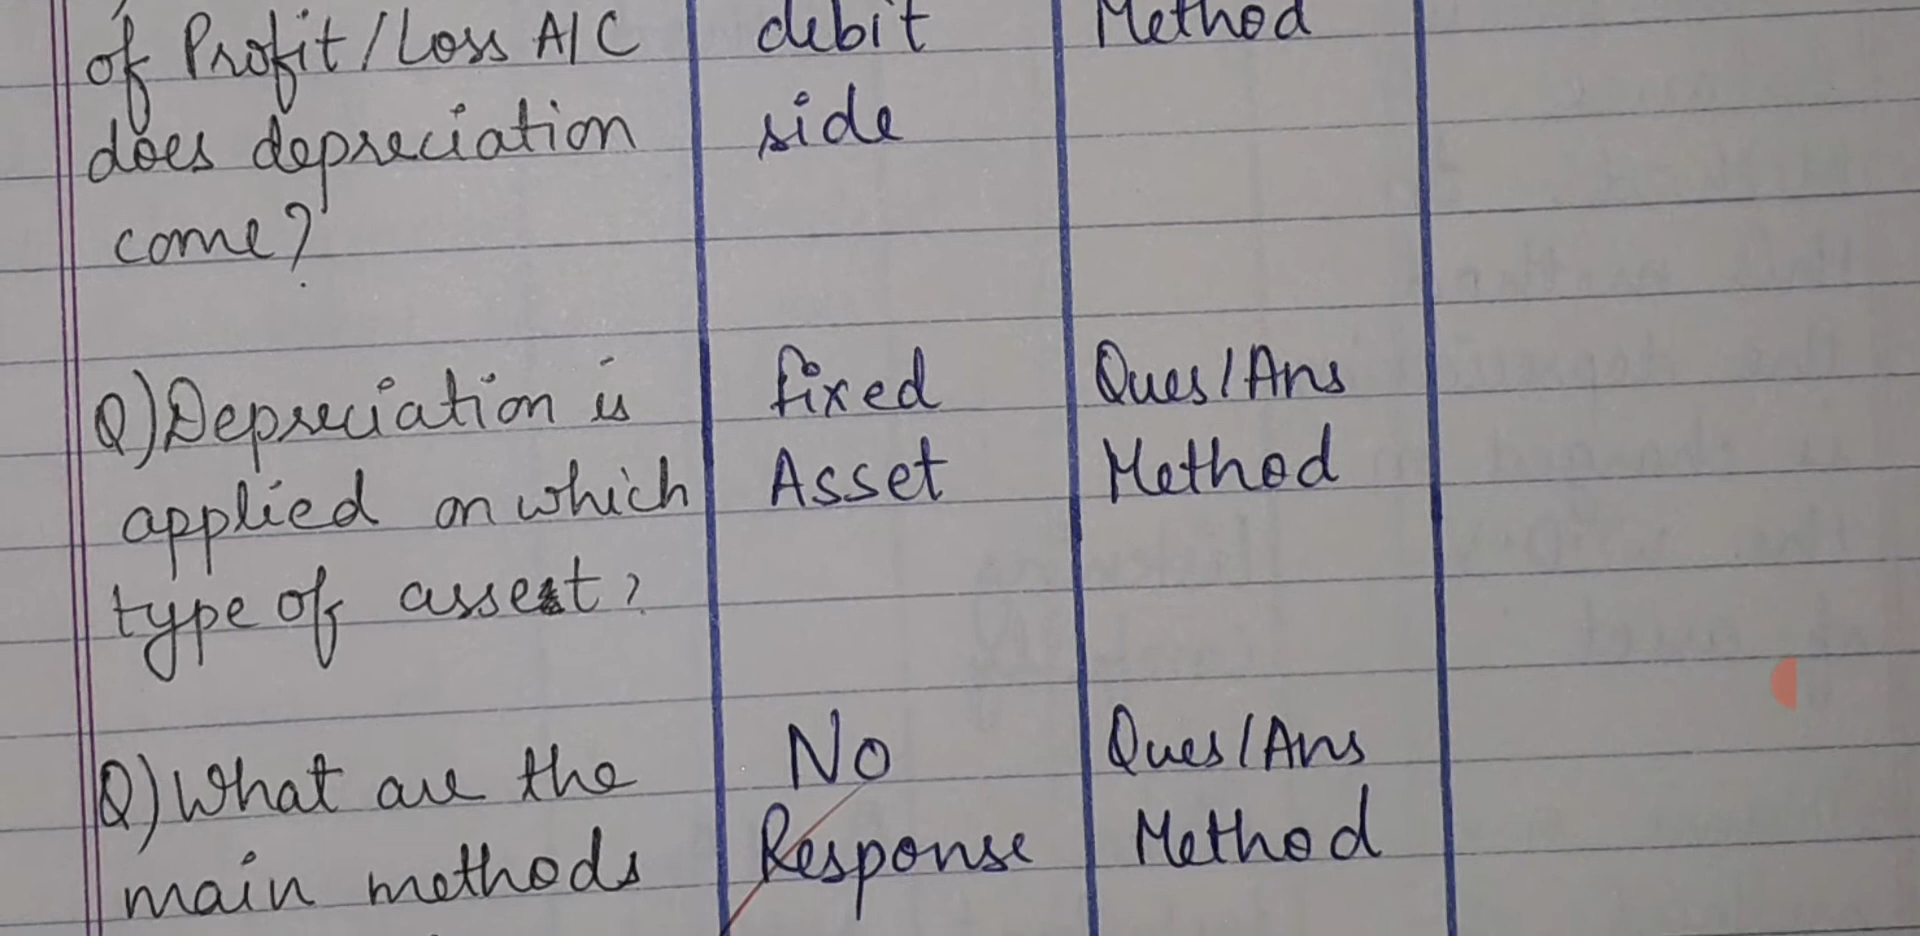 of Profit/Loss A/C
does depreciation
come?
debit
side
Method
Q) Depreciation is
applied on which
type of asset?
fixed
Asset
Ques/Ans
Method
Q) What are the
main methods
No
Response
Ques/Ans
Method